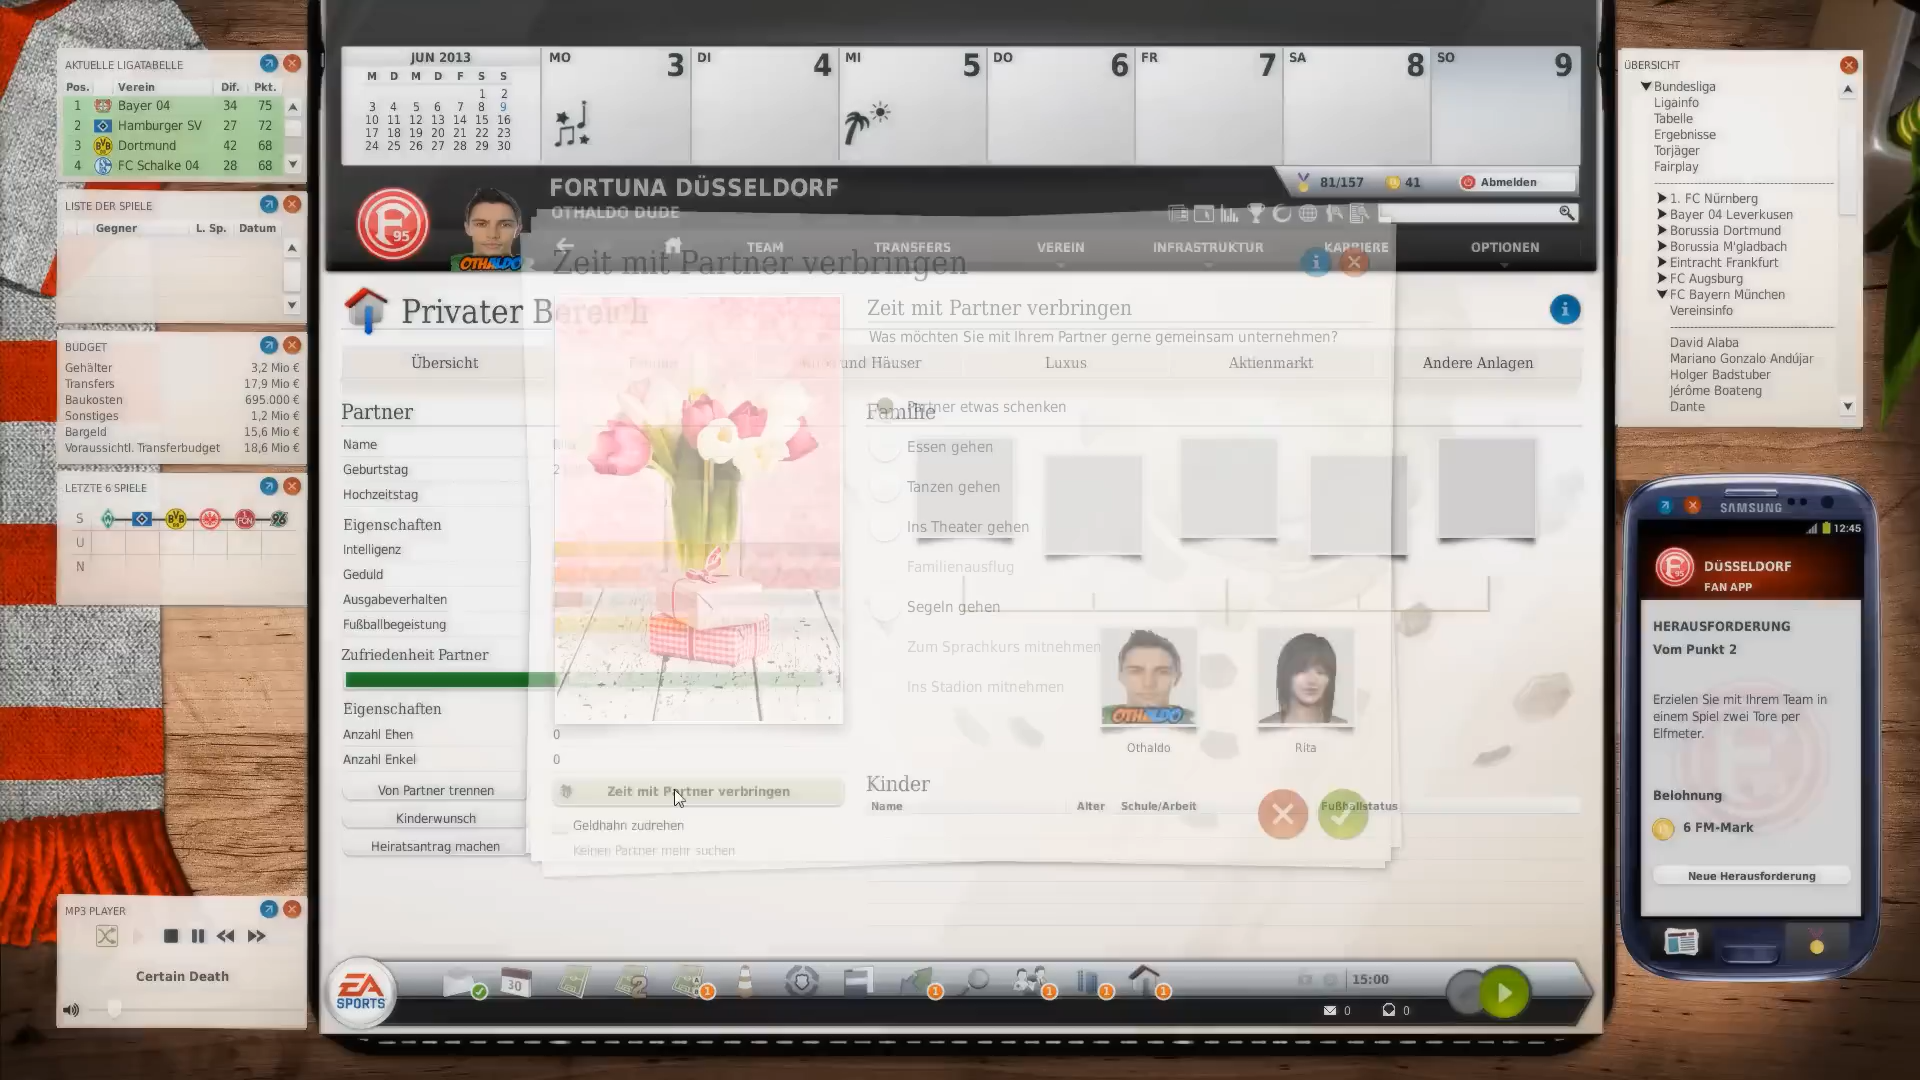 AKTUELLE LIGATABELLE
Pos. Verein Dif. Pkt.
1 Bayer 04 34 75
2 Hamburger SV 27 72
3 Dortmund 42 68
4 FC Schalke 04 28 68
LISTE DER SPIELE
Gegner L. Sp. Datum
BUDGET
Gehälter 3,2 Mio €
Transfers 17,9 Mio €
Baukosten 695.000 €
Sonstiges 1,2 Mio €
Bargeld 15,6 Mio €
Voraussichtl. Transferbudget 18,6 Mio €
LETZTE 6 SPIELE
S
U
N
MP3 PLAYER
Certain Death
JUN 2013
M D M D F S S
1 2
3 4 5 6 7 8 9
10 11 12 13 14 15 16
17 18 19 20 21 22 23
24 25 26 27 28 29 30
MO 3 DI 4 MI 5 DO 6 FR 7 SA 8 SO 9
FORTUNA DÜSSELDORF
OTHALDO DUDE
81/157 41 Abmelden
F 95
OTHALDO
TEAM TRANSFERS VEREIN INFRASTRUKTUR KARRIERE OPTIONEN
Zeit mit Partner verbringen
Privater Bereich
Zeit mit Partner verbringen
Was möchten Sie mit Ihrem Partner gerne gemeinsam unternehmen?
Übersicht und Häuser Luxus Aktienmarkt Andere Anlagen
Partner
Familie
Partner etwas schenken
Essen gehen
Tanzen gehen
Ins Theater gehen
Familienausflug
Segeln gehen
Zum Sprachkurs mitnehmen
Ins Stadion mitnehmen
Name
Geburtstag 2
Hochzeitstag
Eigenschaften
Intelligenz
Geduld
Ausgabeverhalten
Fußballbegeistung
Zufriedenheit Partner
Eigenschaften
Anzahl Ehen 0
Anzahl Enkel 0
Von Partner trennen
Kinderwunsch
Heiratsantrag machen
Zeit mit Partner verbringen
Geldhahn zudrehen
Keinen Partner mehr suchen
OTHALDO
Othaldo Rita
Kinder
Name Alter Schule/Arbeit Fußballstatus
EA SPORTS
30
2
1 1 1 1 1
15:00
0 0
ÜBERSICHT
Bundesliga
Ligainfo
Tabelle
Ergebnisse
Torjäger
Fairplay
1. FC Nürnberg
Bayer 04 Leverkusen
Borussia Dortmund
Borussia M'gladbach
Eintracht Frankfurt
FC Augsburg
FC Bayern München
Vereinsinfo
David Alaba
Mariano Gonzalo Andújar
Holger Badstuber
Jérôme Boateng
Dante
SAMSUNG
12:45
DÜSSELDORF
FAN APP
HERAUSFORDERUNG
Vom Punkt 2
Erzielen Sie mit Ihrem Team in
einem Spiel zwei Tore per
Elfmeter.
Belohnung
6 FM-Mark
Neue Herausforderung